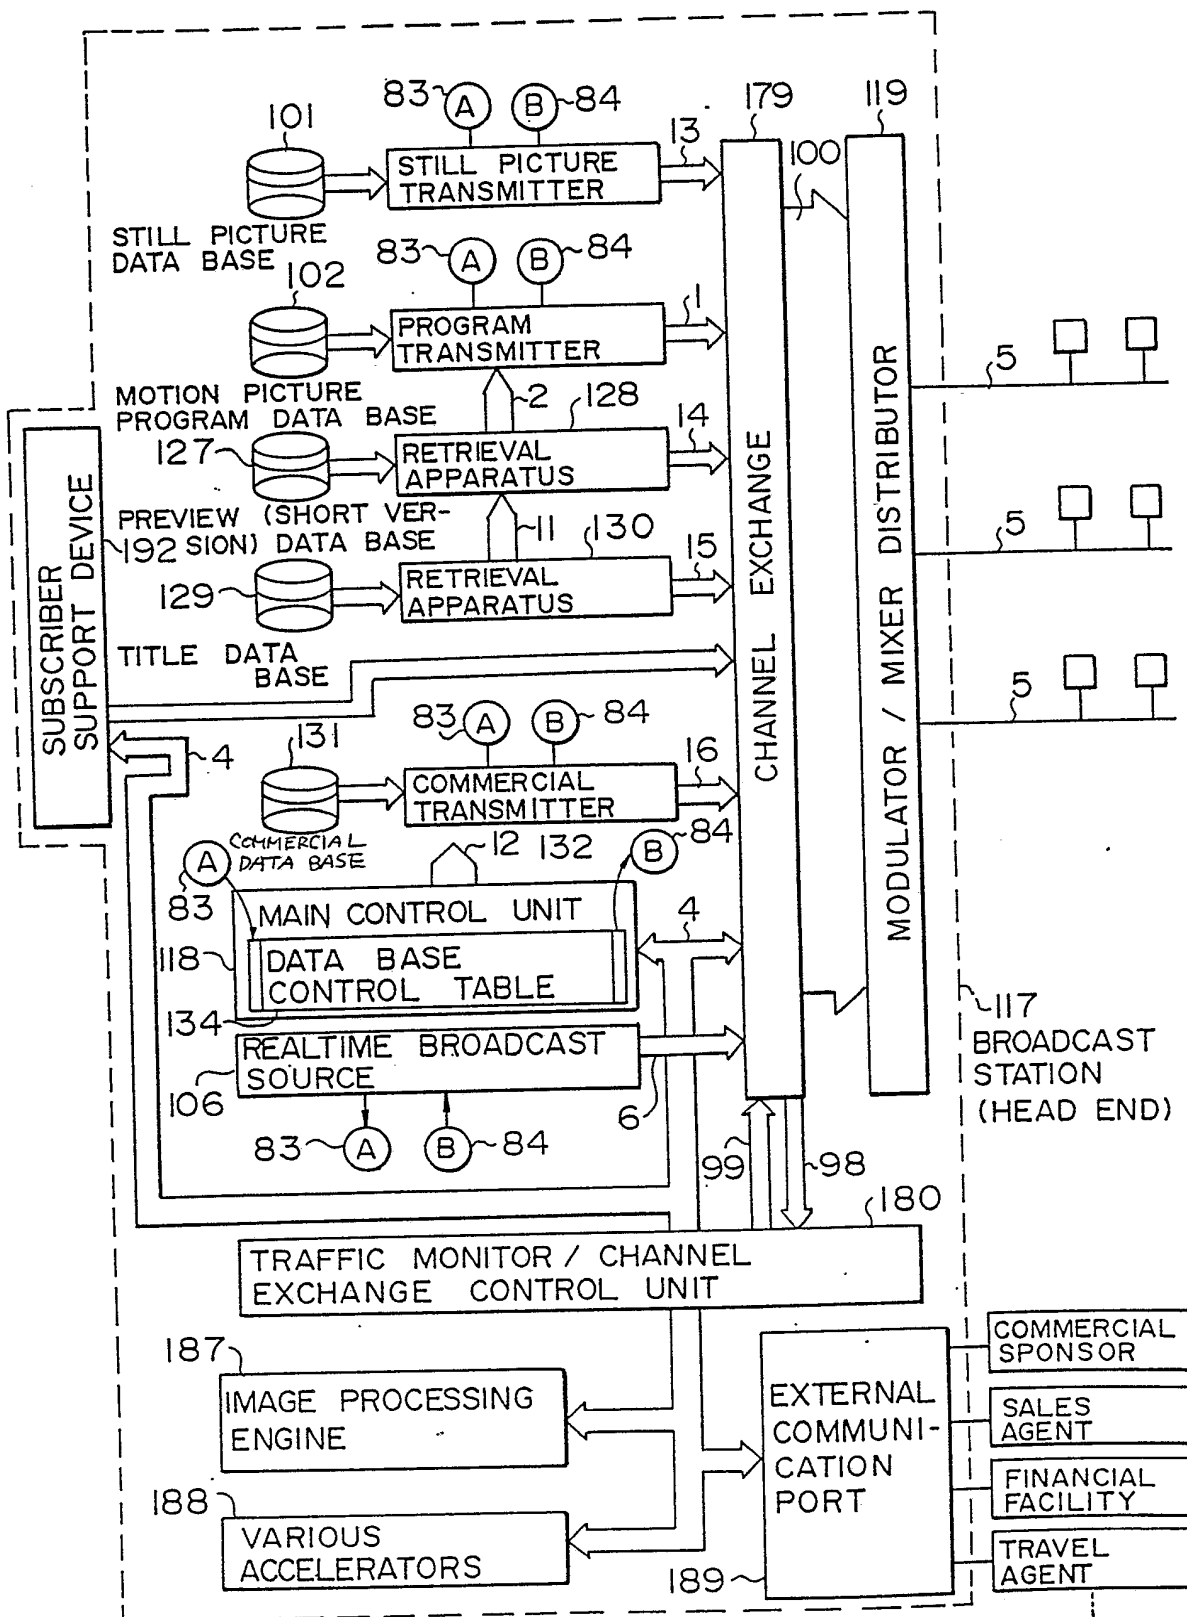 83 A B 84
179
119
101
13
100
STILL PICTURE
TRANSMITTER
STILL PICTURE
DATA BASE
83 A B 84
102
1
PROGRAM
TRANSMITTER
MOTION PICTURE
PROGRAM DATA BASE
2
128
127
14
RETRIEVAL
APPARATUS
PREVIEW (SHORT VER-
SION) DATA BASE
192
11
130
129
15
RETRIEVAL
APPARATUS
TITLE DATA
BASE
SUBSCRIBER
SUPPORT DEVICE
CHANNEL EXCHANGE
MODULATOR / MIXER DISTRIBUTOR
5
5
5
4
83 A B 84
131
16
COMMERCIAL
TRANSMITTER
COMMERCIAL
DATA BASE
A
83
12
132
B
84
MAIN CONTROL UNIT
118
DATA BASE
CONTROL TABLE
134
4
REALTIME BROADCAST
SOURCE
106
6
83 A B 84
117
BROADCAST
STATION
(HEAD END)
99
98
180
TRAFFIC MONITOR / CHANNEL
EXCHANGE CONTROL UNIT
187
IMAGE PROCESSING
ENGINE
188
VARIOUS
ACCELERATORS
EXTERNAL
COMMUNI-
CATION
PORT
189
COMMERCIAL
SPONSOR
SALES
AGENT
FINANCIAL
FACILITY
TRAVEL
AGENT